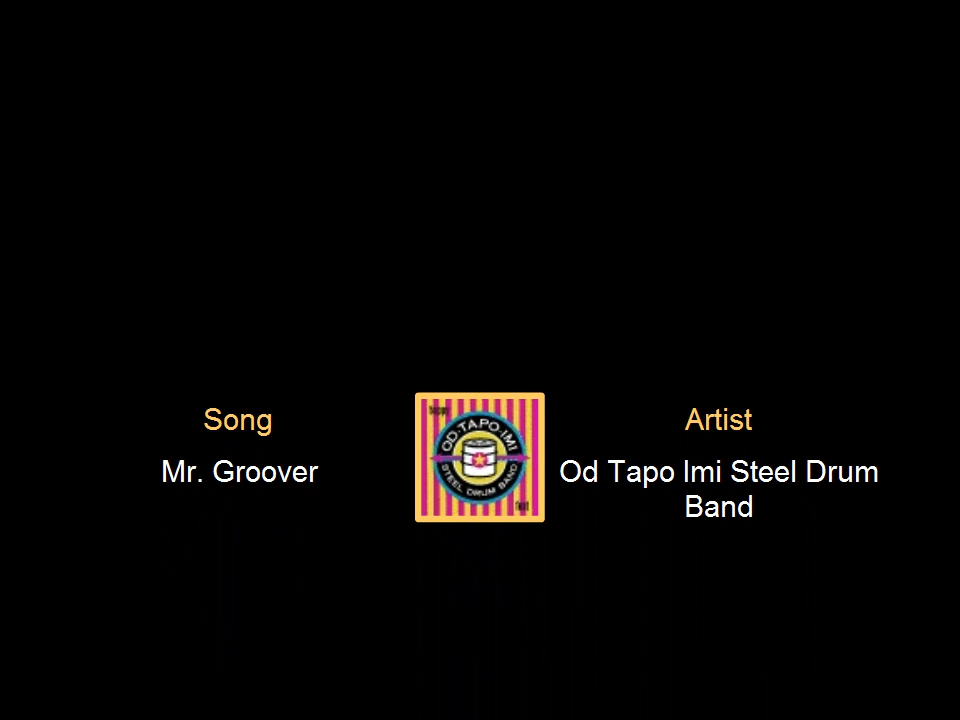 Song
Artist
Mr. Groover
Od Tapo Imi Steel Drum
Band
OD·TAPO·IMI
STEEL DRUM BAND